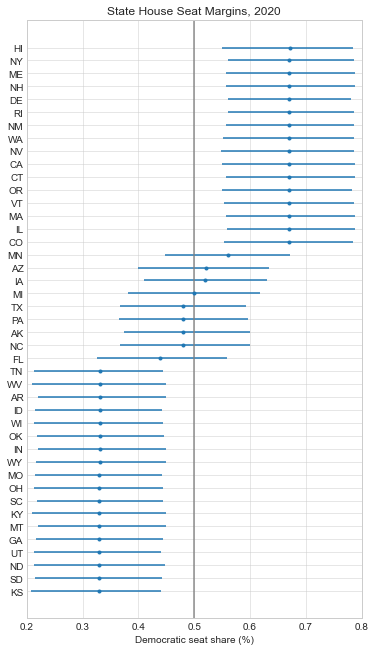 State House Seat Margins, 2020
HI
NY
ME
NH
DE
RI
NM
WA
NV
CA
CT
OR
VT
MA
IL
CO
MN
AZ
IA
MI
TX
PA
AK
NC
FL
TN
WV
AR
ID
WI
OK
IN
WY
MO
OH
SC
KY
MT
GA
UT
ND
SD
KS
0.2 0.3 0.4 0.5 0.6 0.7 0.8
Democratic seat share (%)